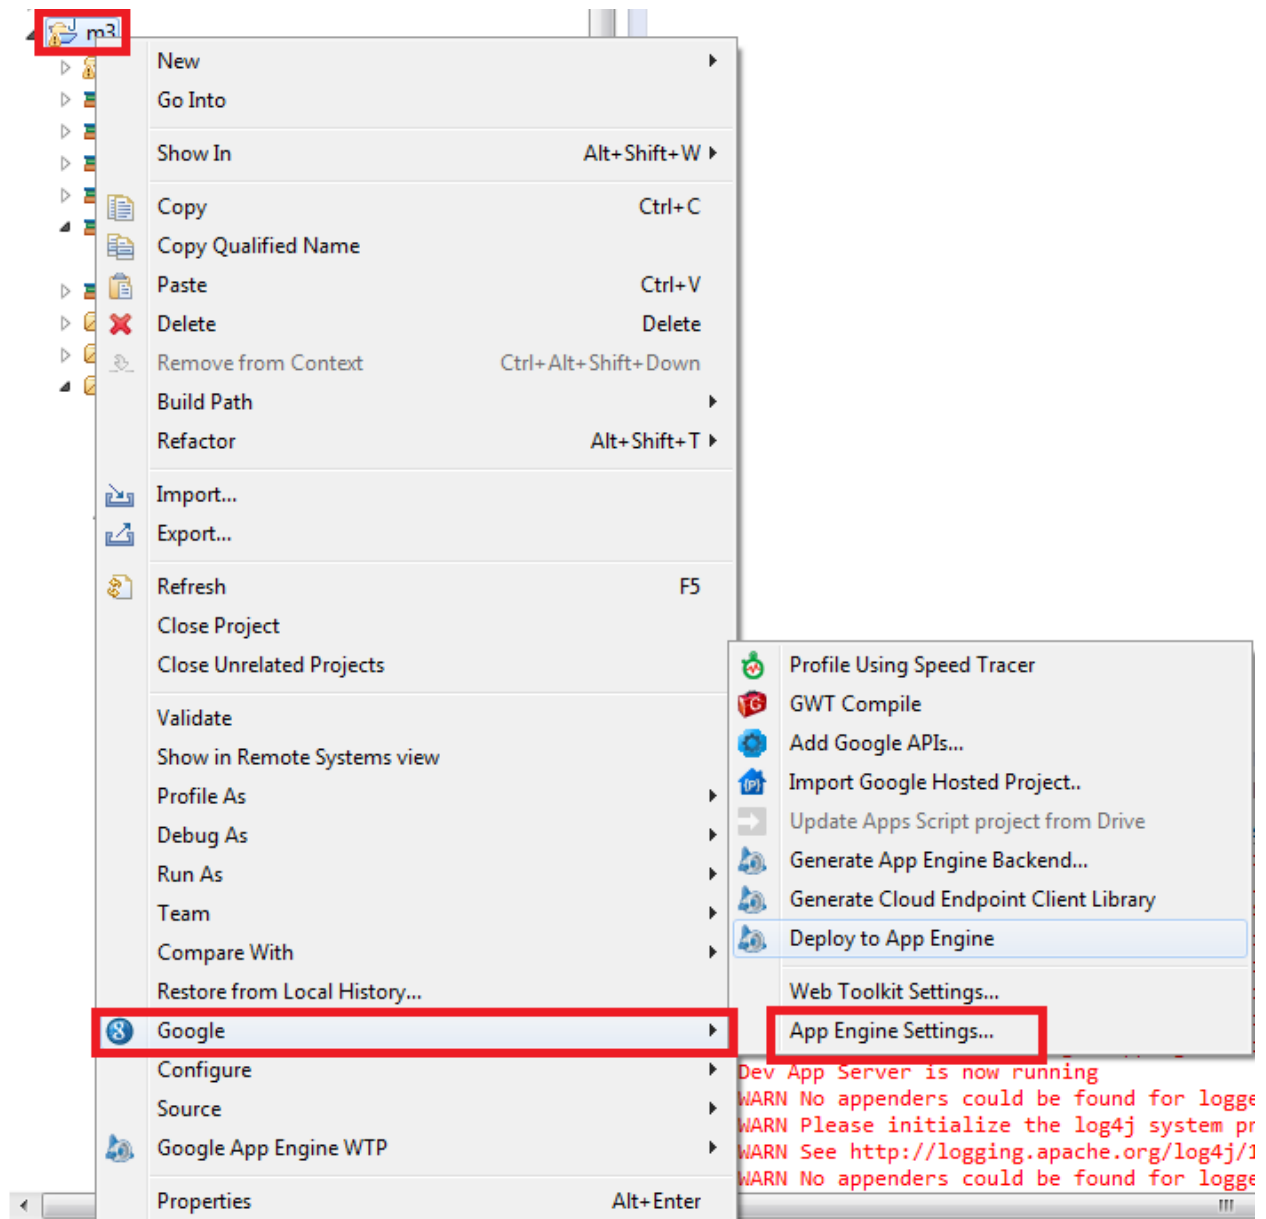 m3
New
Go Into
Show In Alt+Shift+W
Copy Ctrl+C
Copy Qualified Name
Paste Ctrl+V
Delete Delete
Remove from Context Ctrl+Alt+Shift+Down
Build Path
Refactor Alt+Shift+T
Import...
Export...
Refresh F5
Close Project
Close Unrelated Projects
Validate
Show in Remote Systems view
Profile As
Debug As
Run As
Team
Compare With
Restore from Local History...
Google
Configure
Source
Google App Engine WTP
Properties Alt+Enter
Profile Using Speed Tracer
GWT Compile
Add Google APIs...
Import Google Hosted Project..
Update Apps Script project from Drive
Generate App Engine Backend...
Generate Cloud Endpoint Client Library
Deploy to App Engine
Web Toolkit Settings...
App Engine Settings...
Dev App Server is now running
WARN No appenders could be found for logge
WARN Please initialize the log4j system pr
WARN See http://logging.apache.org/log4j/1
WARN No appenders could be found for logge